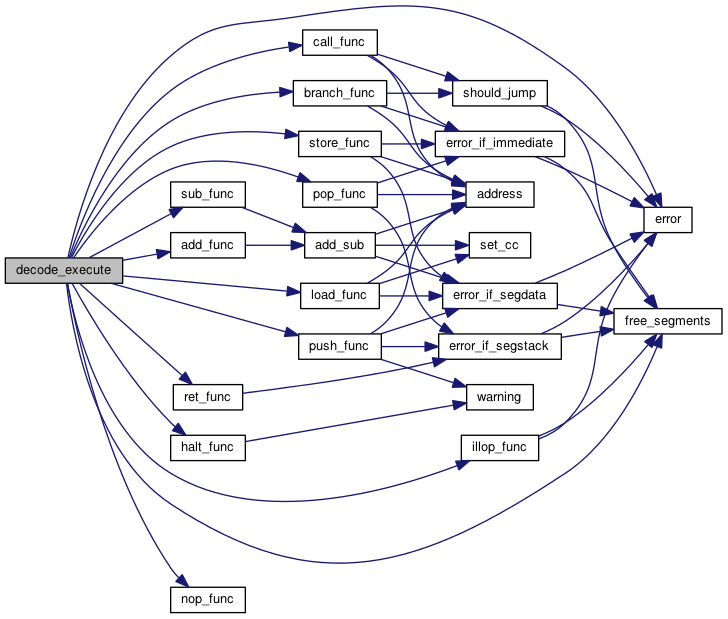 decode_execute
sub_func
add_func
ret_func
halt_func
nop_func
call_func
branch_func
store_func
pop_func
add_sub
load_func
push_func
should_jump
error_if_immediate
address
set_cc
error_if_segdata
error_if_segstack
warning
illop_func
error
free_segments